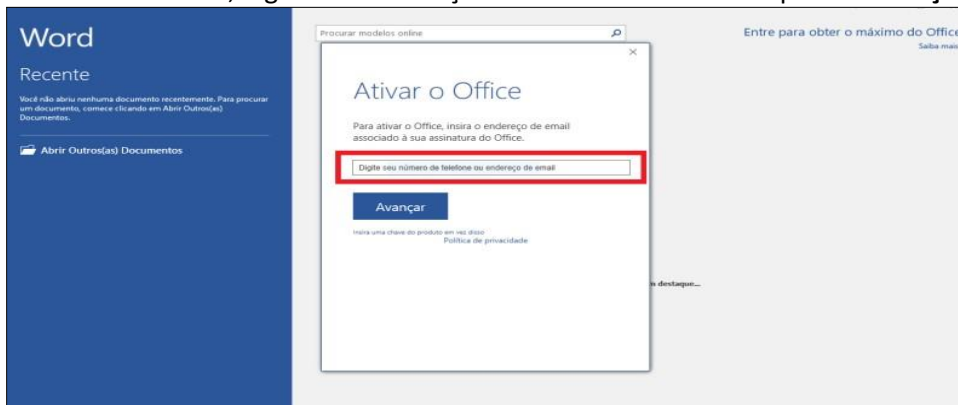 Word
Procurar modelos online
Entre para obter o máximo do Office
Saiba mais
Recente
Você não abriu nenhum documento recentemente. Para procurar
um documento, comece clicando em Abrir Outros(as)
Documentos.
Abrir Outros(as) Documentos
Ativar o Office
Para ativar o Office, insira o endereço de email
associado à sua assinatura do Office.
Digite seu número de telefone ou endereço de email
Avançar
Insira uma chave do produto em vez disso
Política de privacidade
destaque...